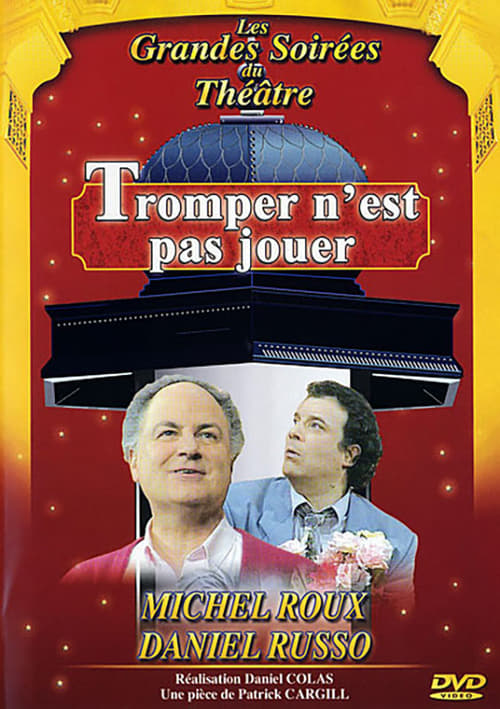 Les
Grandes Soirées
du
Théâtre
Tromper n'est
pas jouer
MICHEL ROUX
DANIEL RUSSO
Réalisation Daniel COLAS
Une pièce de Patrick CARGILL
DVD
VIDEO